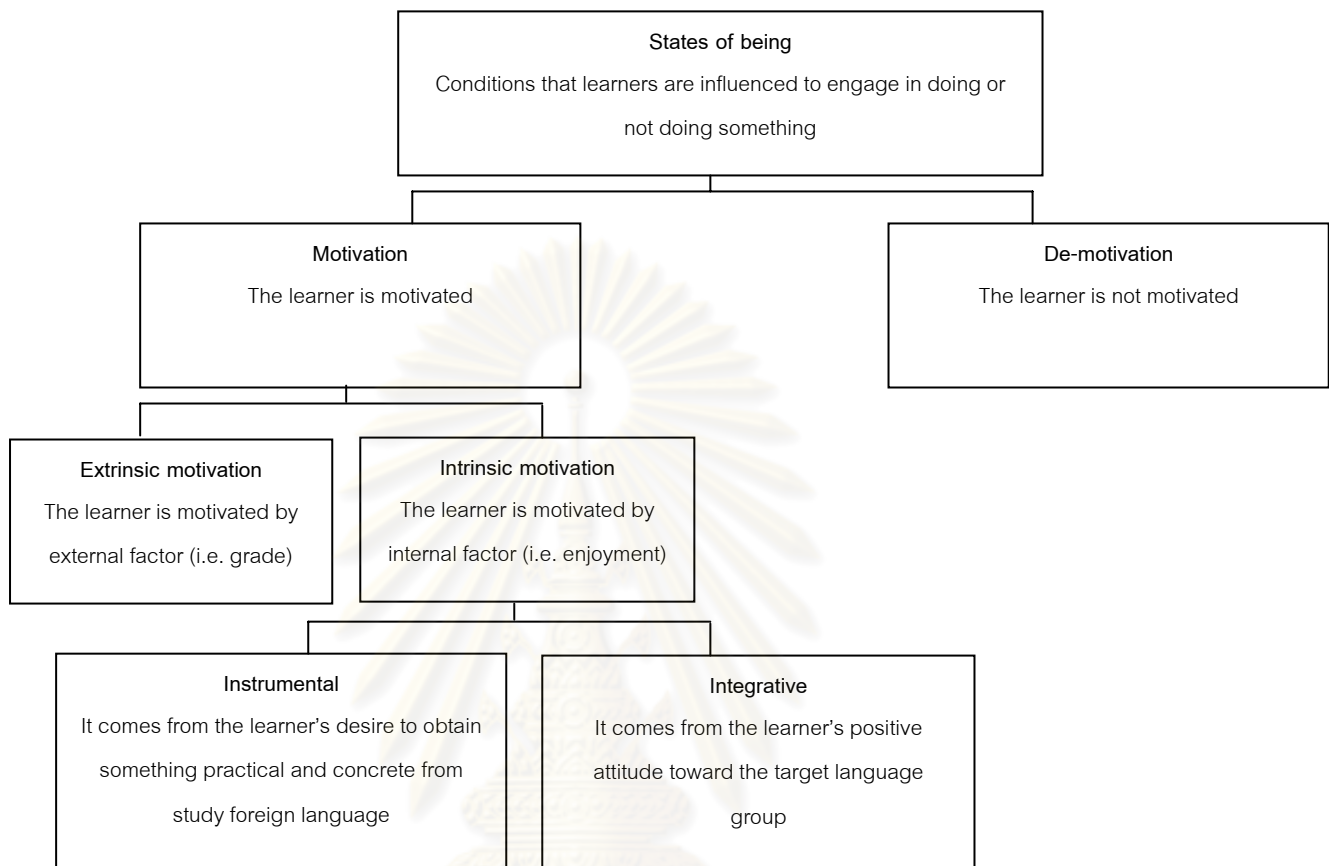 States of being
Conditions that learners are influenced to engage in doing or
not doing something
Motivation
The learner is motivated
De-motivation
The learner is not motivated
Extrinsic motivation
The learner is motivated by
external factor (i.e. grade)
Intrinsic motivation
The learner is motivated by
internal factor (i.e. enjoyment)
Instrumental
It comes from the learner's desire to obtain
something practical and concrete from
study foreign language
Integrative
It comes from the learner's positive
attitude toward the target language
group